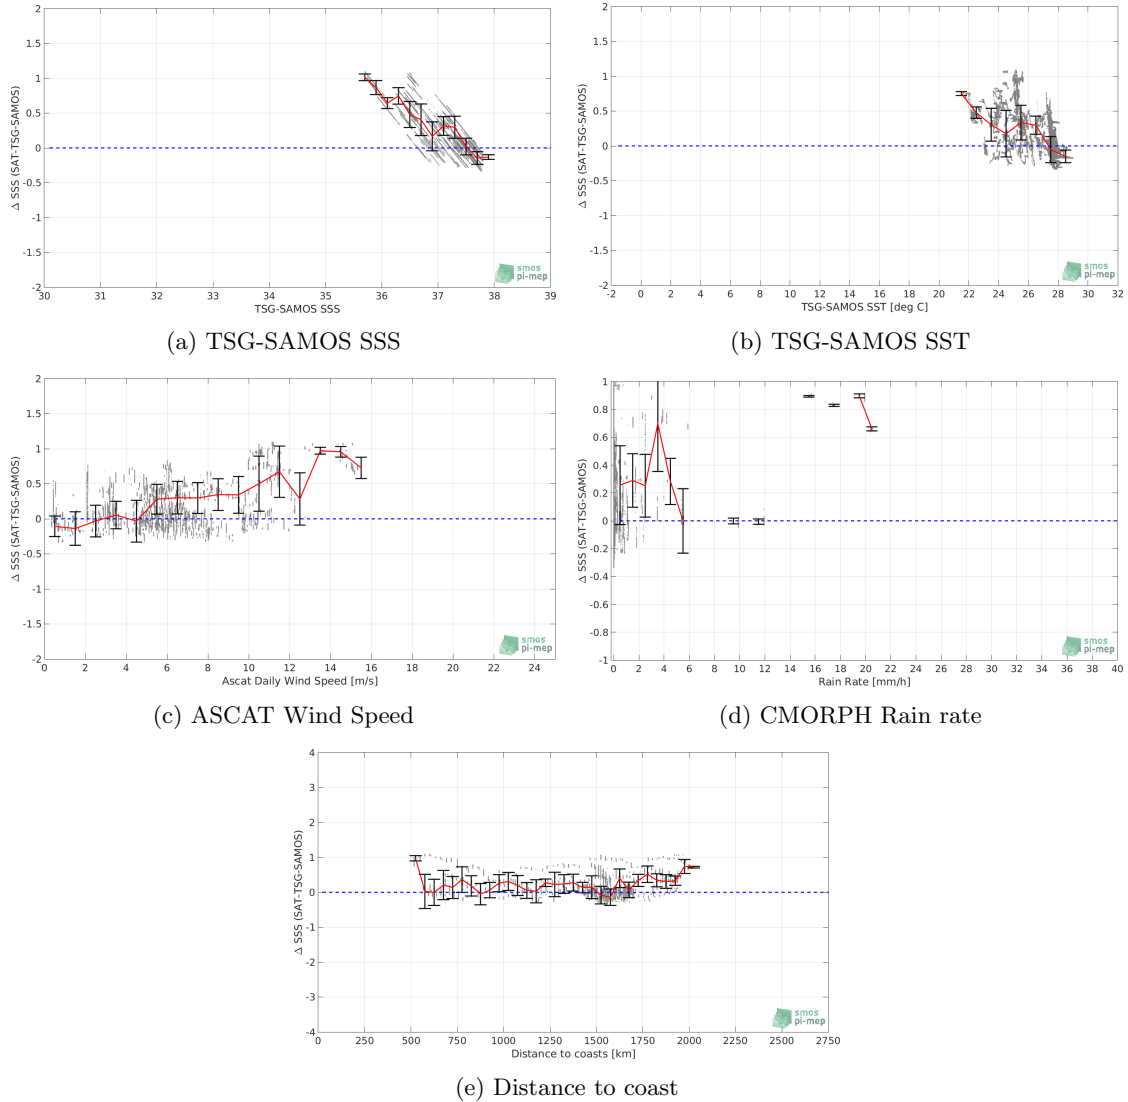 2
1.5
1
0.5
0
-0.5
-1
-1.5
-2
Δ SSS (SAT-TSG-SAMOS)
30 31 32 33 34 35 36 37 38 39
TSG-SAMOS SSS
smos
pi-mep
(a) TSG-SAMOS SSS
2
1.5
1
0.5
0
-0.5
-1
-1.5
-2
Δ SSS (SAT-TSG-SAMOS)
-2 0 2 4 6 8 10 12 14 16 18 20 22 24 26 28 30 32
TSG-SAMOS SST [deg C]
smos
pi-mep
(b) TSG-SAMOS SST
2
1.5
1
0.5
0
-0.5
-1
-1.5
-2
Δ SSS (SAT-TSG-SAMOS)
0 2 4 6 8 10 12 14 16 18 20 22 24
Ascat Daily Wind Speed [m/s]
smos
pi-mep
(c) ASCAT Wind Speed
1
0.8
0.6
0.4
0.2
0
-0.2
-0.4
-0.6
-0.8
-1
Δ SSS (SAT-TSG-SAMOS)
0 2 4 6 8 10 12 14 16 18 20 22 24 26 28 30 32 34 36 38 40
Rain Rate [mm/h]
smos
pi-mep
(d) CMORPH Rain rate
4
3
2
1
0
-1
-2
-3
-4
Δ SSS (SAT-TSG-SAMOS)
0 250 500 750 1000 1250 1500 1750 2000 2250 2500 2750
Distance to coasts [km]
smos
pi-mep
(e) Distance to coast